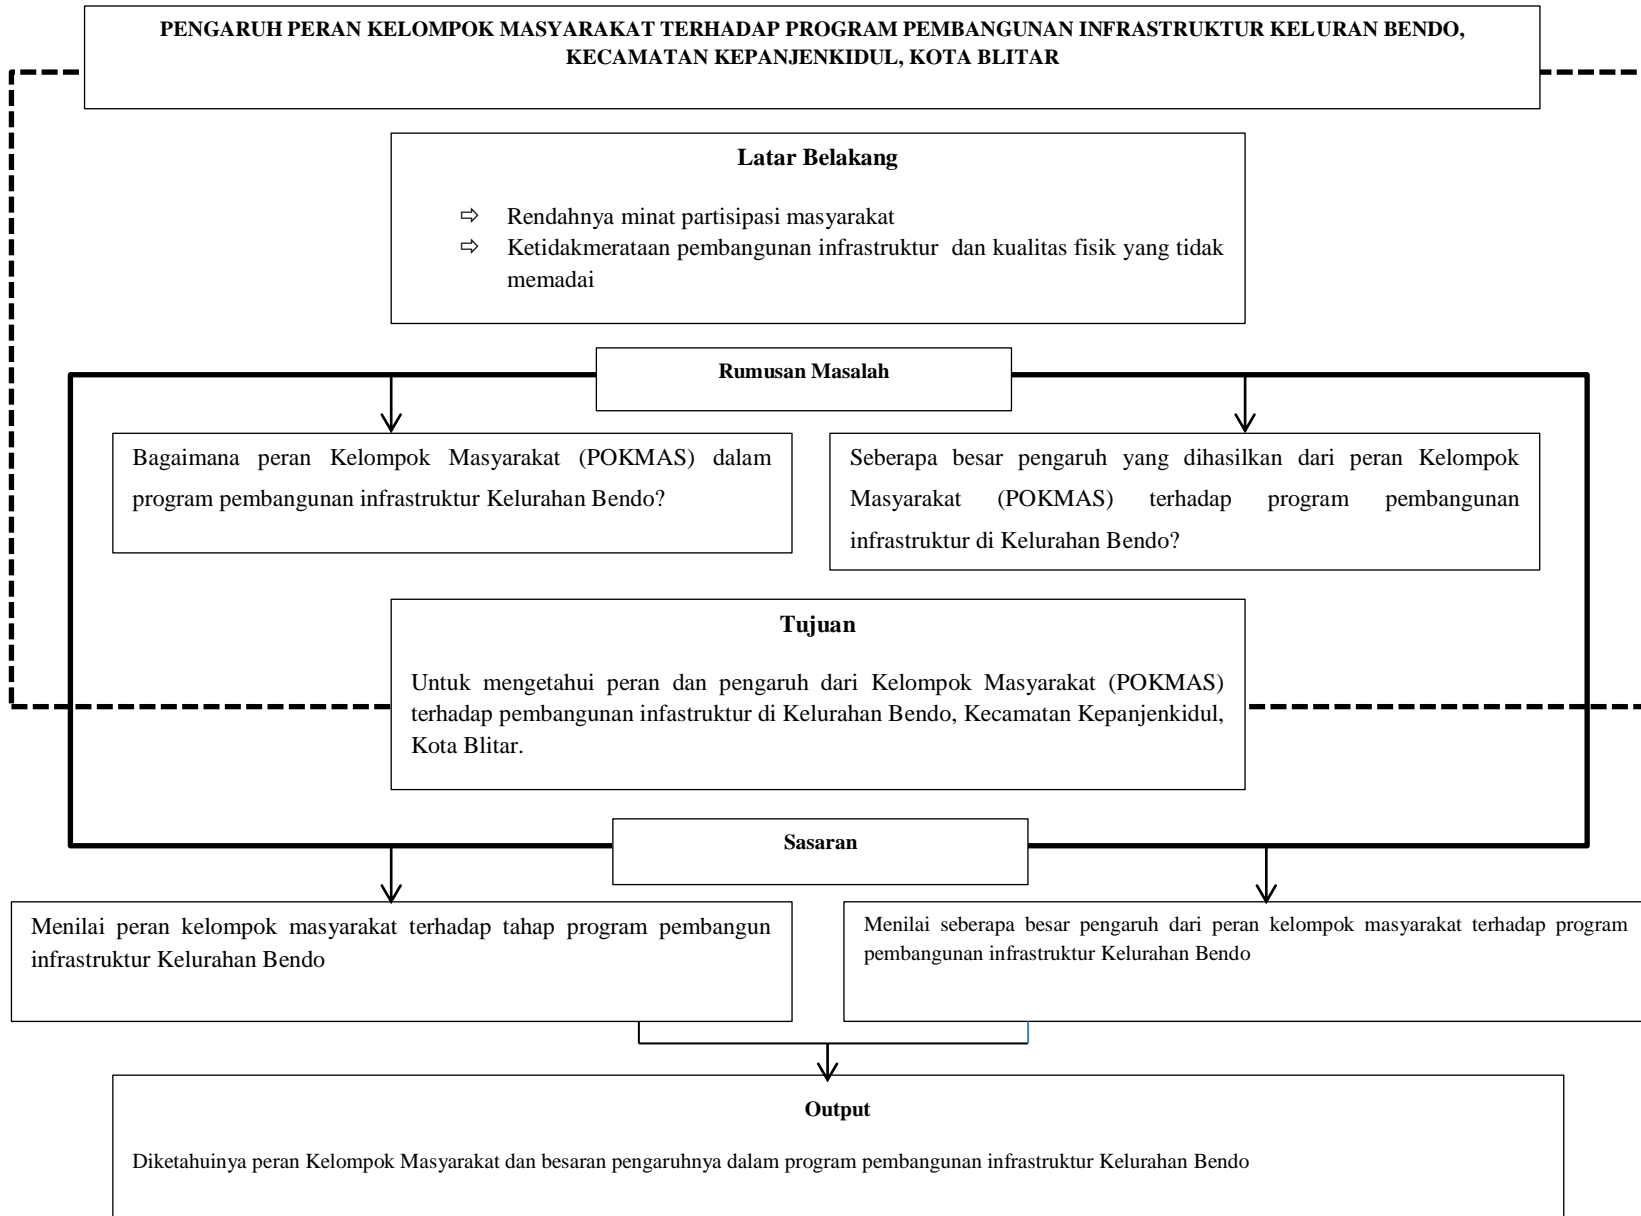 PENGARUH PERAN KELOMPOK MASYARAKAT TERHADAP PROGRAM PEMBANGUNAN INFRASTRUKTUR KELURAN BENDO,
KECAMATAN KEPANJENKIDUL, KOTA BLITAR
Latar Belakang
⇨ Rendahnya minat partisipasi masyarakat
⇨ Ketidakmerataan pembangunan infrastruktur dan kualitas fisik yang tidak
memadai
Rumusan Masalah
Bagaimana peran Kelompok Masyarakat (POKMAS) dalam
program pembangunan infrastruktur Kelurahan Bendo?
Seberapa besar pengaruh yang dihasilkan dari peran Kelompok
Masyarakat (POKMAS) terhadap program pembangunan
infrastruktur di Kelurahan Bendo?
Tujuan
Untuk mengetahui peran dan pengaruh dari Kelompok Masyarakat (POKMAS)
terhadap pembangunan infastruktur di Kelurahan Bendo, Kecamatan Kepanjenkidul,
Kota Blitar.
Sasaran
Menilai peran kelompok masyarakat terhadap tahap program pembangun
infrastruktur Kelurahan Bendo
Menilai seberapa besar pengaruh dari peran kelompok masyarakat terhadap program
pembangunan infrastruktur Kelurahan Bendo
Output
Diketahuinya peran Kelompok Masyarakat dan besaran pengaruhnya dalam program pembangunan infrastruktur Kelurahan Bendo